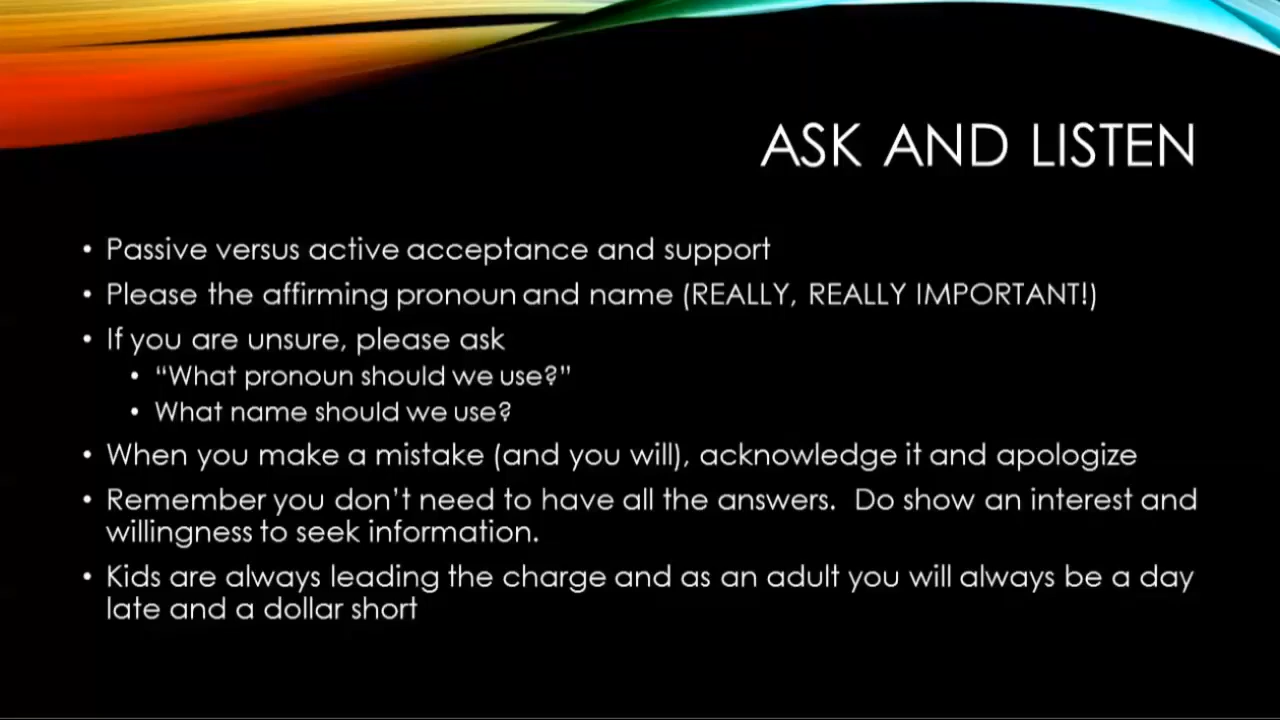 ASK AND LISTEN
• Passive versus active acceptance and support
• Please the affirming pronoun and name (REALLY, REALLY IMPORTANT!)
• If you are unsure, please ask
• “What pronoun should we use?”
• What name should we use?
• When you make a mistake (and you will), acknowledge it and apologize
• Remember you don’t need to have all the answers.  Do show an interest and
willingness to seek information.
• Kids are always leading the charge and as an adult you will always be a day
late and a dollar short